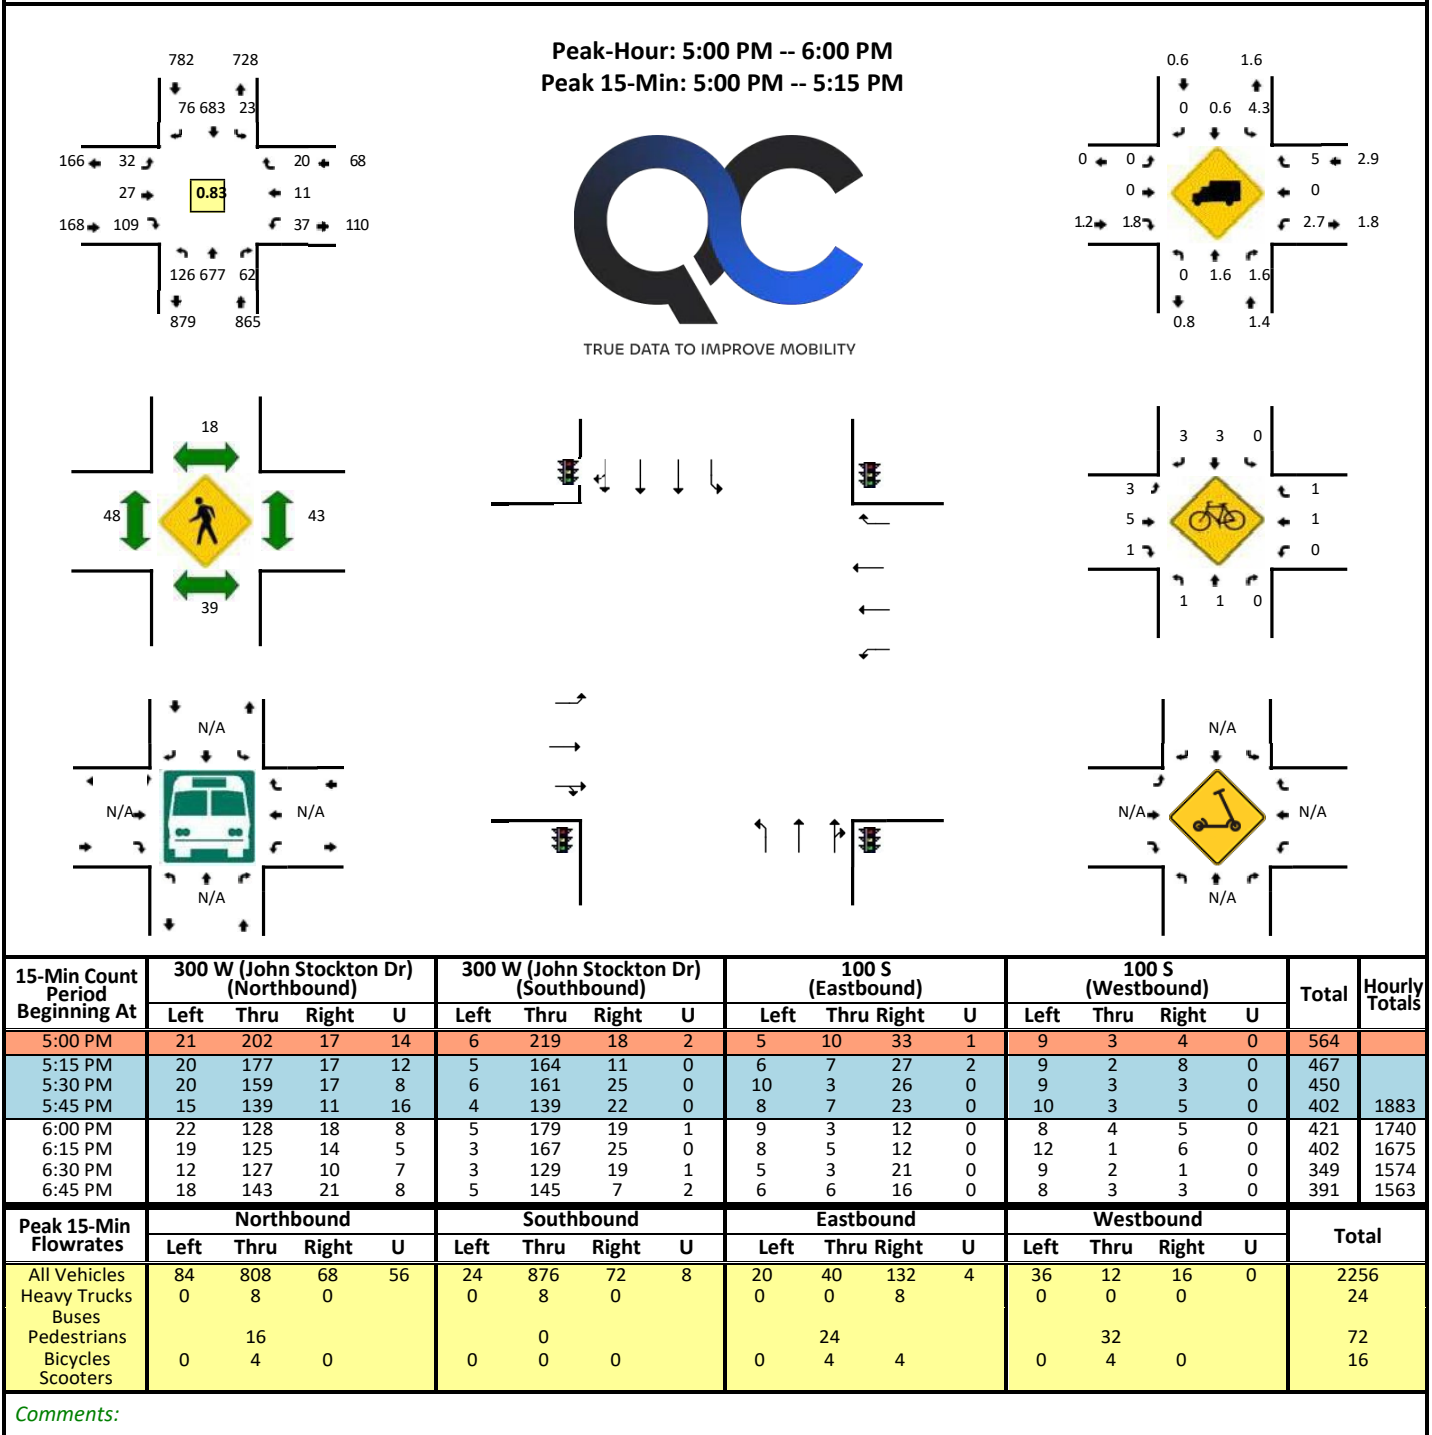 Peak-Hour: 5:00 PM -- 6:00 PM
Peak 15-Min: 5:00 PM -- 5:15 PM
782 728
76 683 23
166 32 20 68
27 0.83 11
168 109 37 110
126 677 62
879 865
QC
TRUE DATA TO IMPROVE MOBILITY
0.6 1.6
0 0.6 4.3
0 0 5 2.9
0 0
1.2 1.8 2.7 1.8
0 1.6 1.6
0.8 1.4
18
48 43
39
3 3 0
3 1
5 1
1 0
1 1 0
N/A
N/A N/A
N/A
N/A
N/A N/A
N/A
15-Min Count Period Beginning At 300 W (John Stockton Dr) (Northbound) 300 W (John Stockton Dr) (Southbound) 100 S (Eastbound) 100 S (Westbound) Total Hourly Totals
Left Thru Right U Left Thru Right U Left Thru Right U Left Thru Right U
5:00 PM 21 202 17 14 6 219 18 2 5 10 33 1 9 3 4 0 564
5:15 PM 20 177 17 12 5 164 11 0 6 7 27 2 9 2 8 0 467
5:30 PM 20 159 17 8 6 161 25 0 10 3 26 0 9 3 3 0 450
5:45 PM 15 139 11 16 4 139 22 0 8 7 23 0 10 3 5 0 402 1883
6:00 PM 22 128 18 8 5 179 19 1 9 3 12 0 8 4 5 0 421 1740
6:15 PM 19 125 14 5 3 167 25 0 8 5 12 0 12 1 6 0 402 1675
6:30 PM 12 127 10 7 3 129 19 1 5 3 21 0 9 2 1 0 349 1574
6:45 PM 18 143 21 8 5 145 7 2 6 6 16 0 8 3 3 0 391 1563
Peak 15-Min Flowrates Northbound Southbound Eastbound Westbound Total
Left Thru Right U Left Thru Right U Left Thru Right U Left Thru Right U
All Vehicles 84 808 68 56 24 876 72 8 20 40 132 4 36 12 16 0 2256
Heavy Trucks 0 8 0 0 8 0 0 0 8 0 0 0 24
Buses
Pedestrians 16 0 24 32 72
Bicycles 0 4 0 0 0 0 0 4 4 0 4 0 16
Scooters
Comments: